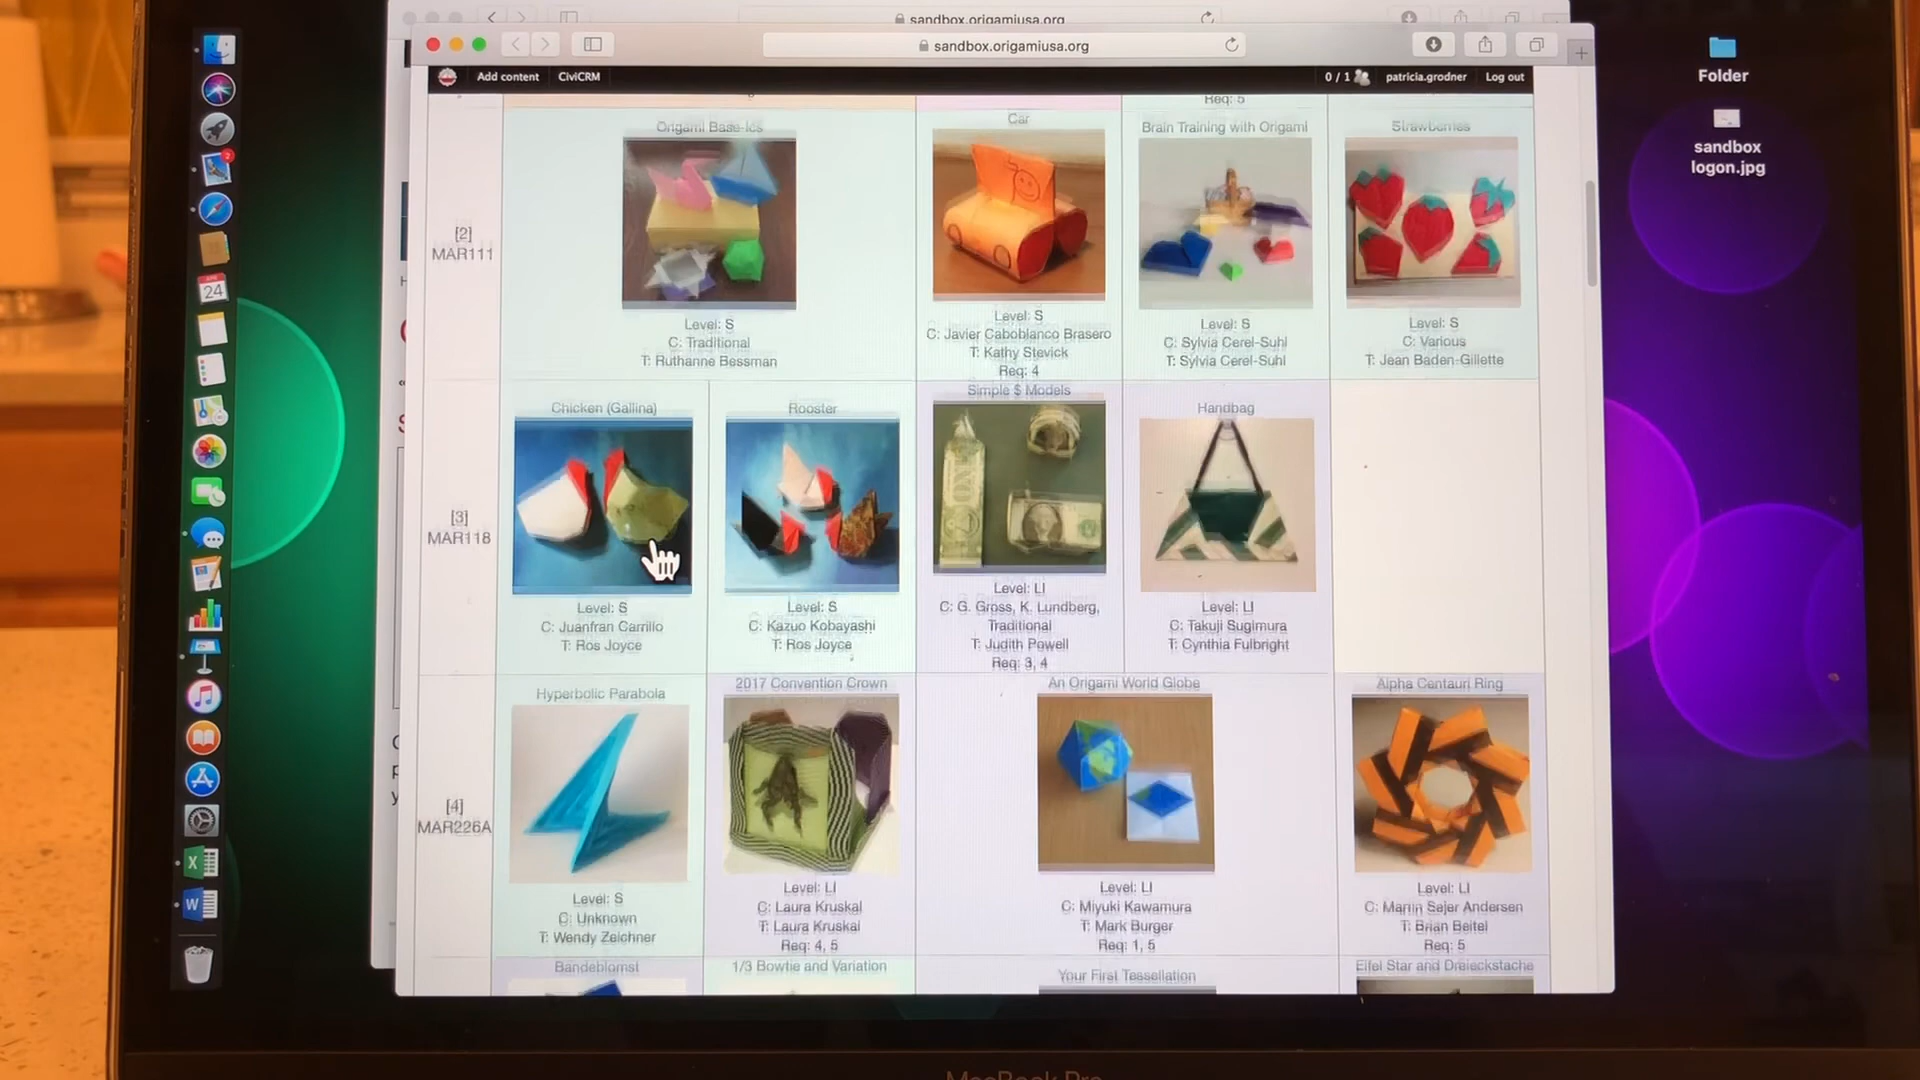 sandbox.origamiusa.org
sandbox.origamiusa.org
Add content
CiviCRM
0 / 1
patricia.grodner
Log out
Folder
sandbox
logon.jpg
Req: 5
[2]
MAR111
Origami Base-ics
Level: S
C: Traditional
T: Ruthanne Bessman
Car
Level: S
C: Javier Caboblanco Brasero
T: Kathy Stevick
Req: 4
Brain Training with Origami
Level: S
C: Sylvia Cerel-Suhl
T: Sylvia Cerel-Suhl
Strawberries
Level: S
C: Various
T: Jean Baden-Gillette
[3]
MAR118
Chicken (Gallina)
Level: S
C: Juanfran Carrillo
T: Ros Joyce
Rooster
Level: S
C: Kazuo Kobayashi
T: Ros Joyce
Simple $ Models
Level: LI
C: G. Gross, K. Lundberg,
Traditional
T: Judith Powell
Req: 3, 4
Handbag
Level: LI
C: Takuji Sugimura
T: Cynthia Fulbright
[4]
MAR226A
Hyperbolic Parabola
Level: S
C: Unknown
T: Wendy Zeichner
2017 Convention Crown
Level: LI
C: Laura Kruskal
T: Laura Kruskal
Req: 4, 5
An Origami World Globe
Level: LI
C: Miyuki Kawamura
T: Mark Burger
Req: 1, 5
Alpha Centauri Ring
Level: LI
C: Martin Sejer Andersen
T: Brian Beitel
Req: 5
Bandeblomst
1/3 Bowtie and Variation
Your First Tessellation
24
ONE
MacBook Pro